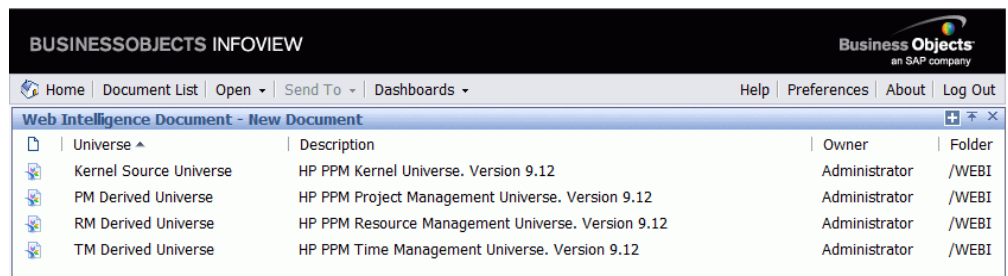 BUSINESSOBJECTS INFOVIEW
Business Objects
an SAP company
Home Document List Open Send To Dashboards Help Preferences About Log Out
Web Intelligence Document - New Document
Universe Description Owner Folder
Kernel Source Universe HP PPM Kernel Universe. Version 9.12 Administrator /WEBI
PM Derived Universe HP PPM Project Management Universe. Version 9.12 Administrator /WEBI
RM Derived Universe HP PPM Resource Management Universe. Version 9.12 Administrator /WEBI
TM Derived Universe HP PPM Time Management Universe. Version 9.12 Administrator /WEBI